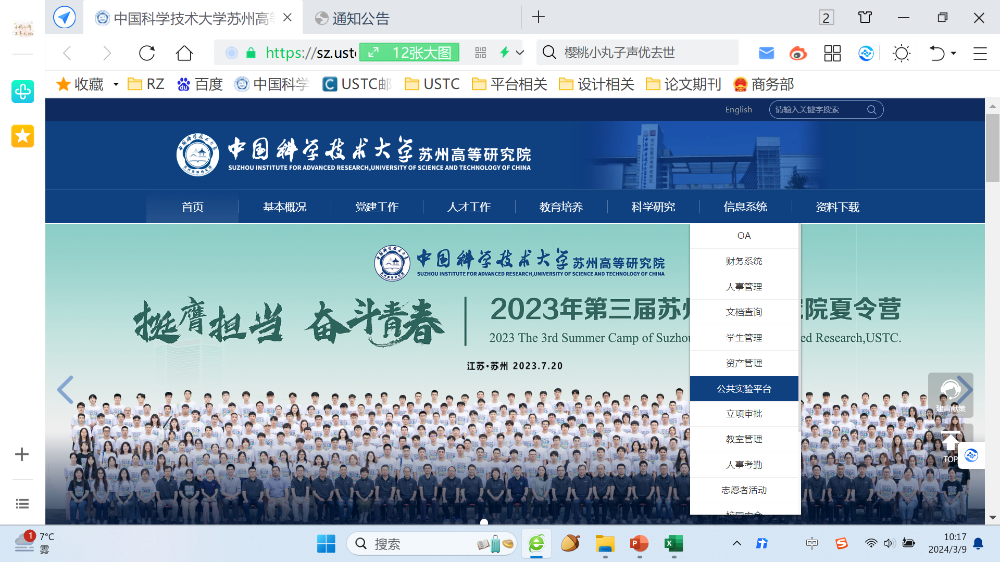 中国科学技术大学苏州高等
通知公告
2
https://sz.ustc
12张大图
樱桃小丸子声优去世
收藏
RZ
百度
中国科学
USTC邮
USTC
平台相关
设计相关
论文期刊
商务部
English
请输入关键字搜索
中国科学技术大学 苏州高等研究院
SUZHOU INSTITUTE FOR ADVANCED RESEARCH,UNIVERSITY OF SCIENCE AND TECHNOLOGY OF CHINA
首页
基本概况
党建工作
人才工作
教育培养
科学研究
信息系统
资料下载
OA
财务系统
人事管理
文档查询
学生管理
资产管理
公共实验平台
立项审批
教室管理
人事考勤
志愿者活动
中国科学技术大学 苏州高等研究院
SUZHOU INSTITUTE FOR ADVANCED RESEARCH,UNIVERSITY OF SCIENCE AND TECHNOLOGY OF CHINA
挺膺担当 奋斗青春
2023年第三届苏州 院夏令营
2023 The 3rd Summer Camp of Suzhou ed Research,USTC.
江苏·苏州 2023.7.20
建言献策
TOP
1
7°C
雾
搜索
中
10:17
2024/3/9